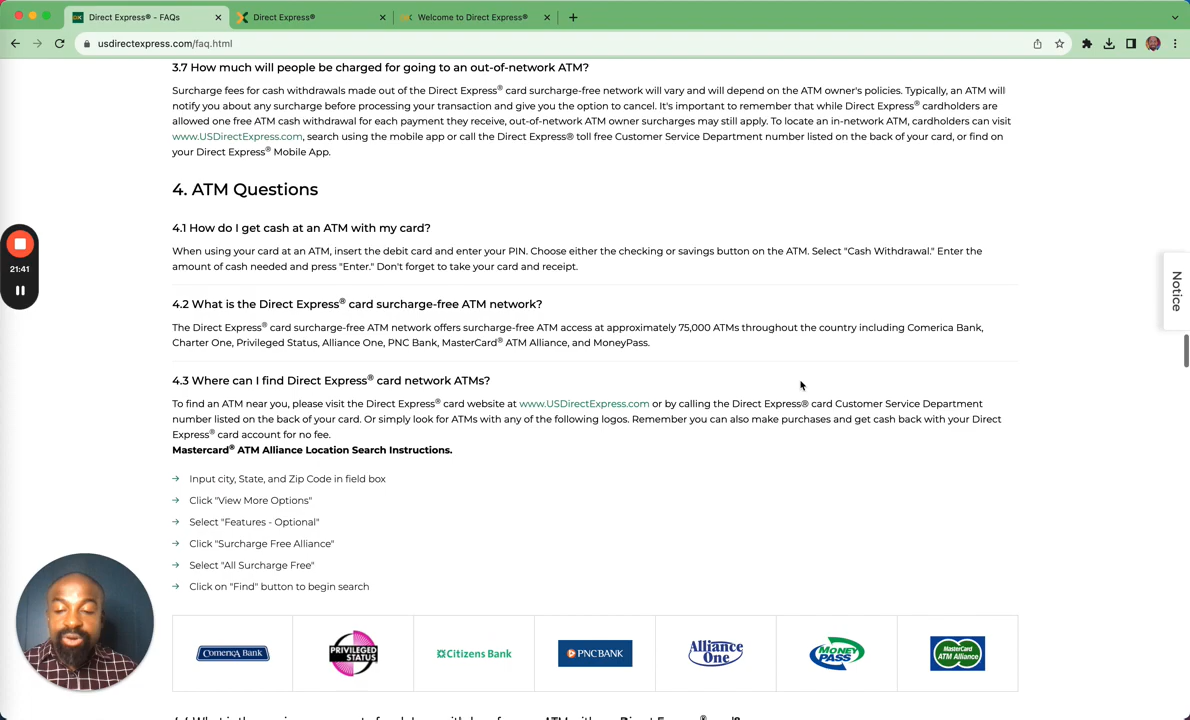 Direct Express® - FAQs
Direct Express®
Welcome to Direct Express®
usdirectexpress.com/faq.html
3.7 How much will people be charged for going to an out-of-network ATM?
Surcharge fees for cash withdrawals made out of the Direct Express® card surcharge-free network will vary and will depend on the ATM owner's policies. Typically, an ATM will
notify you about any surcharge before processing your transaction and give you the option to cancel. It's important to remember that while Direct Express® cardholders are
allowed one free ATM cash withdrawal for each payment they receive, out-of-network ATM owner surcharges may still apply. To locate an in-network ATM, cardholders can visit
www.USDirectExpress.com, search using the mobile app or call the Direct Express® toll free Customer Service Department number listed on the back of your card, or find on
your Direct Express® Mobile App.
4. ATM Questions
4.1 How do I get cash at an ATM with my card?
When using your card at an ATM, insert the debit card and enter your PIN. Choose either the checking or savings button on the ATM. Select "Cash Withdrawal." Enter the
amount of cash needed and press "Enter." Don't forget to take your card and receipt.
21:41
Notice
4.2 What is the Direct Express® card surcharge-free ATM network?
The Direct Express® card surcharge-free ATM network offers surcharge-free ATM access at approximately 75,000 ATMs throughout the country including Comerica Bank,
Charter One, Privileged Status, Alliance One, PNC Bank, MasterCard® ATM Alliance, and MoneyPass.
4.3 Where can I find Direct Express® card network ATMs?
To find an ATM near you, please visit the Direct Express® card website at www.USDirectExpress.com or by calling the Direct Express® card Customer Service Department
number listed on the back of your card. Or simply look for ATMs with any of the following logos. Remember you can also make purchases and get cash back with your Direct
Express® card account for no fee.
Mastercard® ATM Alliance Location Search Instructions.
Input city, State, and Zip Code in field box
Click "View More Options"
Select "Features - Optional"
Click "Surcharge Free Alliance"
Select "All Surcharge Free"
Click on "Find" button to begin search
Comerica Bank
PRIVILEGED
STATUS
Citizens Bank
PNC BANK
Alliance
One
MONEY
PASS
MasterCard
ATM Alliance